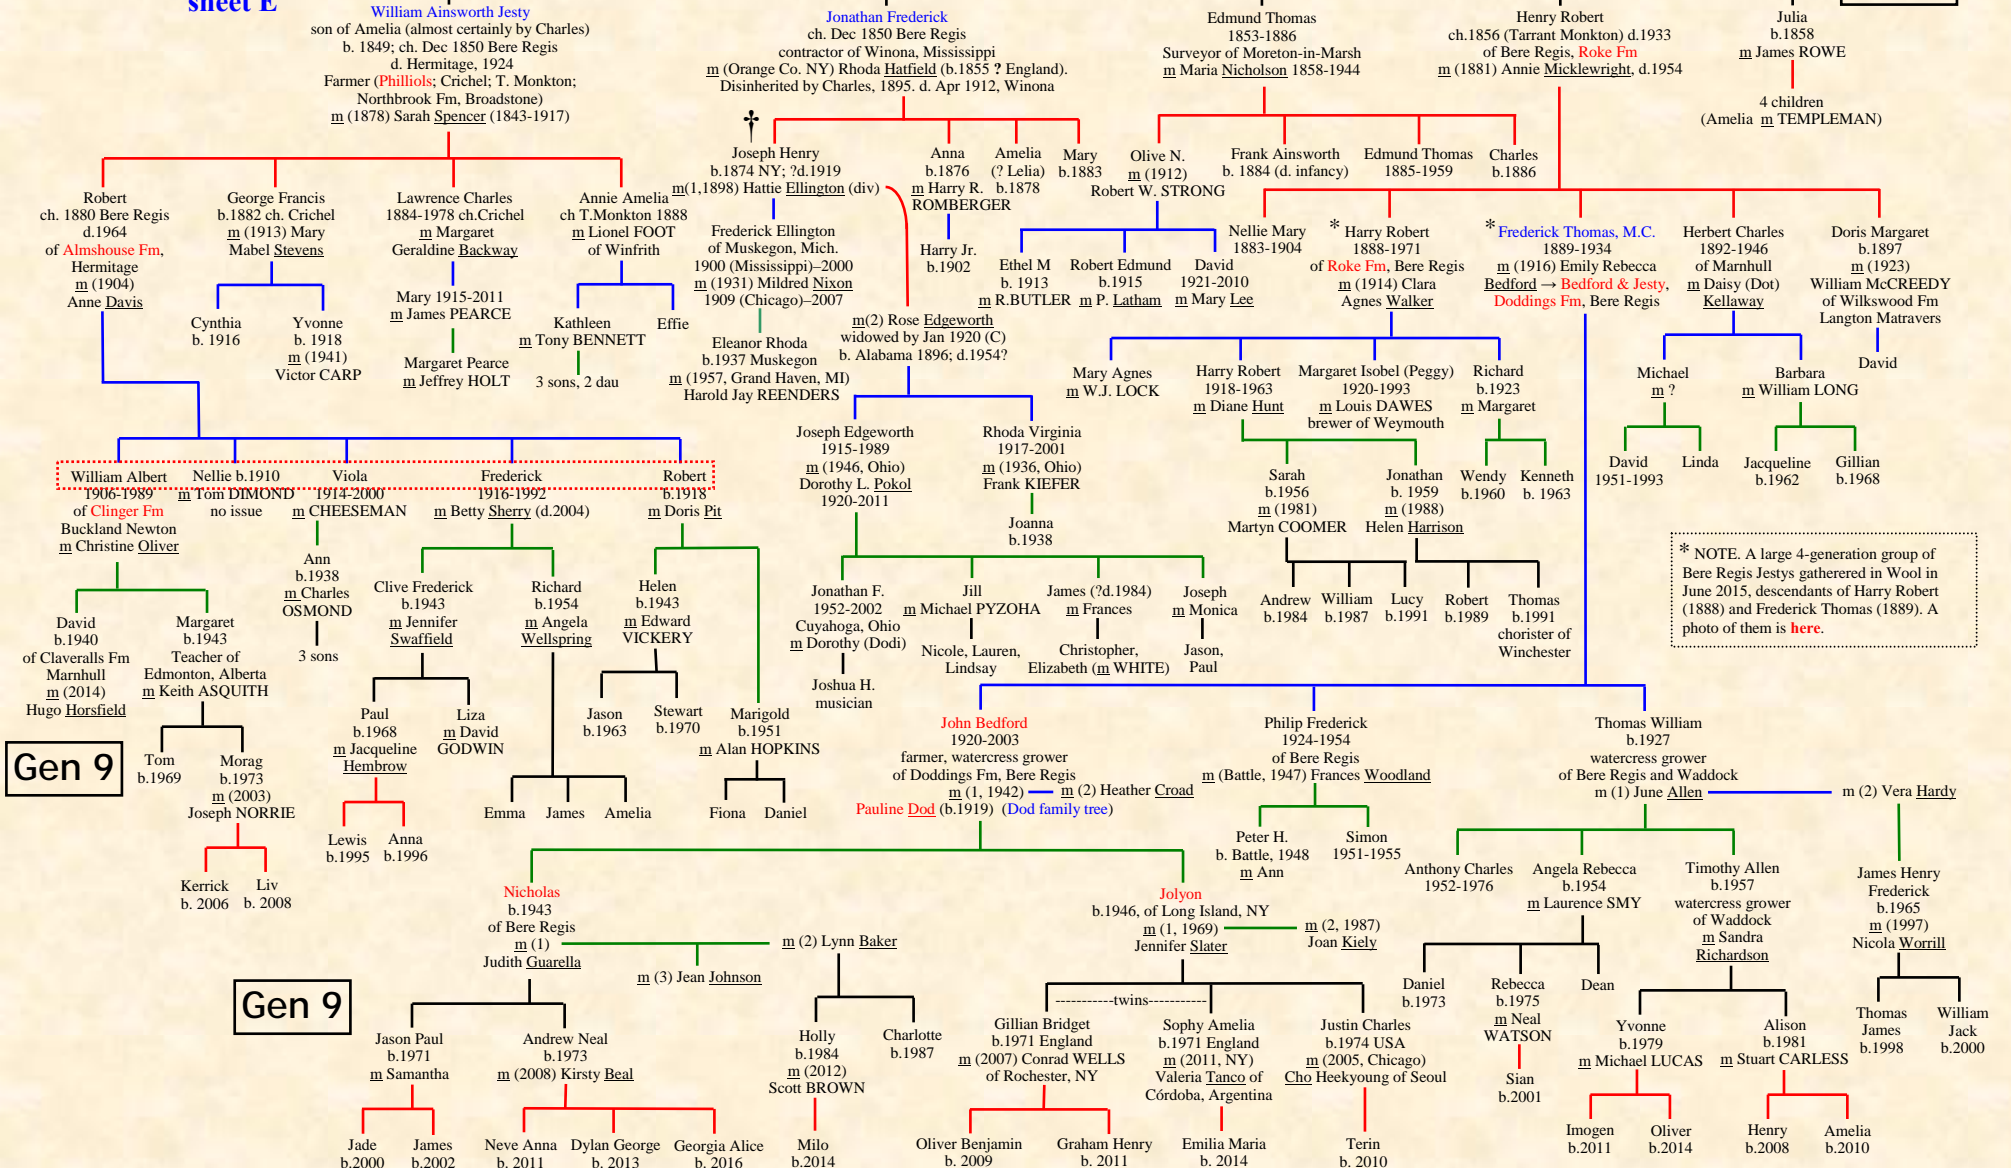 sheet E
William Ainsworth Jesty
son of Amelia (almost certainly by Charles)
b. 1849; ch. Dec 1850 Bere Regis
d. Hermitage, 1924
Farmer (Philliols; Crichel; T. Monkton;
Northbrook Fm, Broadstone)
m (1878) Sarah Spencer (1843-1917)
Jonathan Frederick
ch. Dec 1850 Bere Regis
contractor of Winona, Mississippi
m (Orange Co. NY) Rhoda Hatfield (b.1855 ? England).
Disinherited by Charles, 1895. d. Apr 1912, Winona
Edmund Thomas
1853-1886
Surveyor of Moreton-in-Marsh
m Maria Nicholson 1858-1944
Henry Robert
ch.1856 (Tarrant Monkton) d.1933
of Bere Regis, Roke Fm
m (1881) Annie Micklewright, d.1954
Julia
b.1858
m James ROWE
4 children
(Amelia m TEMPLEMAN)
Robert
ch. 1880 Bere Regis
d.1964
of Almshouse Fm,
Hermitage
m (1904)
Anne Davis
George Francis
b.1882 ch. Crichel
m (1913) Mary
Mabel Stevens
Lawrence Charles
1884-1978 ch.Crichel
m Margaret
Geraldine Backway
Annie Amelia
ch T.Monkton 1888
m Lionel FOOT
of Winfrith
†
Joseph Henry
b.1874 NY; ?d.1919
m(1,1898) Hattie Ellington (div)
Anna
b.1876
m Harry R.
ROMBERGER
Amelia
(? Lelia)
b.1878
Mary
b.1883
Olive N.
m (1912)
Robert W. STRONG
Frank Ainsworth
b. 1884 (d. infancy)
Edmund Thomas
1885-1959
Charles
b.1886
Cynthia
b. 1916
Yvonne
b. 1918
m (1941)
Victor CARP
Mary 1915-2011
m James PEARCE
Margaret Pearce
m Jeffrey HOLT
Kathleen
m Tony BENNETT
Effie
3 sons, 2 dau
Frederick Ellington
of Muskegon, Mich.
1900 (Mississippi)–2000
m (1931) Mildred Nixon
1909 (Chicago)–2007
Eleanor Rhoda
b.1937 Muskegon
m (1957, Grand Haven, MI)
Harold Jay REENDERS
Harry Jr.
b.1902
m(2) Rose Edgeworth
widowed by Jan 1920 (C)
b. Alabama 1896; d.1954?
Ethel M
b. 1913
m R.BUTLER
Robert Edmund
b.1915
m P. Latham
David
1921-2010
m Mary Lee
Nellie Mary
1883-1904
* Harry Robert
1888-1971
of Roke Fm, Bere Regis
m (1914) Clara
Agnes Walker
* Frederick Thomas, M.C.
1889-1934
m (1916) Emily Rebecca
Bedford → Bedford & Jesty,
Doddings Fm, Bere Regis
Herbert Charles
1892-1946
of Marnhull
m Daisy (Dot)
Kellaway
Doris Margaret
b.1897
m (1923)
William McCREEDY
of Wilkswood Fm
Langton Matravers
David
Mary Agnes
m W.J. LOCK
Harry Robert
1918-1963
m Diane Hunt
Margaret Isobel (Peggy)
1920-1993
m Louis DAWES
brewer of Weymouth
Richard
b.1923
m Margaret
Michael
m ?
Barbara
m William LONG
William Albert
1906-1989
of Clinger Fm
Buckland Newton
m Christine Oliver
Nellie b.1910
m Tom DIMOND
no issue
Viola
1914-2000
m CHEESEMAN
Frederick
1916-1992
m Betty Sherry (d.2004)
Robert
b.1918
m Doris Pit
Joseph Edgeworth
1915-1989
m (1946, Ohio)
Dorothy L. Pokol
1920-2011
Rhoda Virginia
1917-2001
m (1936, Ohio)
Frank KIEFER
Joanna
b.1938
Sarah
b.1956
m (1981)
Martyn COOMER
Jonathan
b. 1959
m (1988)
Helen Harrison
Wendy
b.1960
Kenneth
b. 1963
David
1951-1993
Linda
Jacqueline
b.1962
Gillian
b.1968
* NOTE. A large 4-generation group of
Bere Regis Jestys gatherered in Wool in
June 2015, descendants of Harry Robert
(1888) and Frederick Thomas (1889). A
photo of them is here.
David
b.1940
of Claveralls Fm
Marnhull
m (2014)
Hugo Horsfield
Margaret
b.1943
Teacher of
Edmonton, Alberta
m Keith ASQUITH
Ann
b.1938
m Charles
OSMOND
3 sons
Clive Frederick
b.1943
m Jennifer
Swaffield
Richard
b.1954
m Angela
Wellspring
Helen
b.1943
m Edward
VICKERY
Jonathan F.
1952-2002
Cuyahoga, Ohio
m Dorothy (Dodi)
Joshua H.
musician
Jill
m Michael PYZOHA
Nicole, Lauren,
Lindsay
James (?d.1984)
m Frances
Christopher,
Elizabeth (m WHITE)
Joseph
m Monica
Jason,
Paul
Andrew
b.1984
William
b.1987
Lucy
b.1991
Robert
b.1989
Thomas
b.1991
chorister of
Winchester
Gen 9
Tom
b.1969
Morag
b.1973
m (2003)
Joseph NORRIE
Paul
b.1968
m Jacqueline
Hembrow
Liza
m David
GODWIN
Jason
b.1963
Stewart
b.1970
Marigold
b.1951
m Alan HOPKINS
John Bedford
1920-2003
farmer, watercress grower
of Doddings Fm, Bere Regis
m (1, 1942)
m (2) Heather Croad
Pauline Dod (b.1919) (Dod family tree)
Philip Frederick
1924-1954
of Bere Regis
m (Battle, 1947) Frances Woodland
Thomas William
b.1927
watercress grower
of Bere Regis and Waddock
m (1) June Allen
m (2) Vera Hardy
Kerrick
b. 2006
Liv
b. 2008
Lewis
b.1995
Anna
b.1996
Emma
James
Amelia
Fiona
Daniel
Peter H.
b. Battle, 1948
m Ann
Simon
1951-1955
Anthony Charles
1952-1976
Angela Rebecca
b.1954
m Laurence SMY
Timothy Allen
b.1957
watercress grower
of Waddock
m Sandra
Richardson
James Henry
Frederick
b.1965
m (1997)
Nicola Worrill
Nicholas
b.1943
of Bere Regis
m (1)
Judith Guarella
m (3) Jean Johnson
m (2) Lynn Baker
Jolyon
b.1946, of Long Island, NY
m (1, 1969)
Jennifer Slater
m (2, 1987)
Joan Kiely
Gen 9
Jason Paul
b.1971
m Samantha
Andrew Neal
b.1973
m (2008) Kirsty Beal
Holly
b.1984
m (2012)
Scott BROWN
Charlotte
b.1987
-----------twins-----------
Gillian Bridget
b.1971 England
m (2007) Conrad WELLS
of Rochester, NY
Sophy Amelia
b.1971 England
m (2011, NY)
Valeria Tanco of
Córdoba, Argentina
Justin Charles
b.1974 USA
m (2005, Chicago)
Cho Heekyoung of Seoul
Daniel
b.1973
Rebecca
b.1975
m Neal
WATSON
Dean
Sian
b.2001
Yvonne
b.1979
m Michael LUCAS
Alison
b.1981
m Stuart CARLESS
Thomas
James
b.1998
William
Jack
b.2000
Jade
b.2000
James
b.2002
Neve Anna
b. 2011
Dylan George
b. 2013
Georgia Alice
b. 2016
Milo
b.2014
Oliver Benjamin
b. 2009
Graham Henry
b. 2011
Emilia Maria
b. 2014
Terin
b. 2010
Imogen
b.2011
Oliver
b.2014
Henry
b.2008
Amelia
b.2010